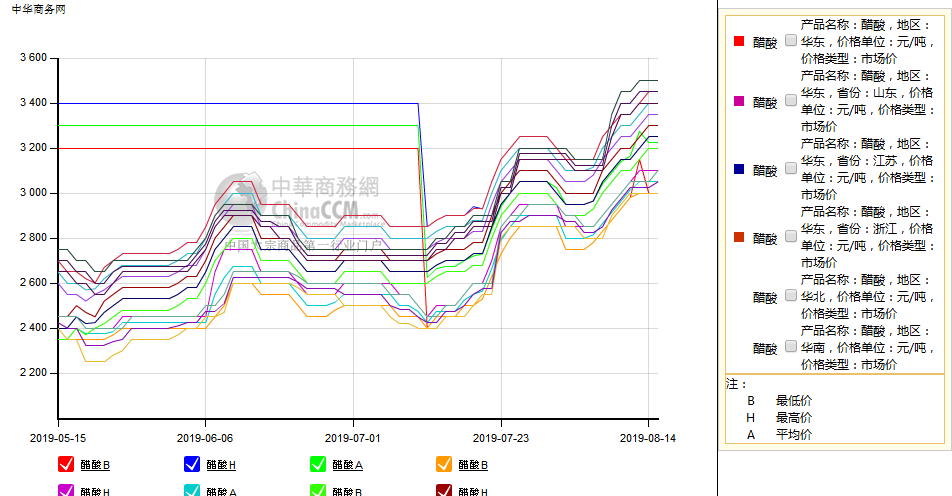 中华商务网
3 600
3 400
3 200
3 000
2 800
2 600
2 400
2 200
中華商務網
ChinaCCM.com
2019-05-15
2019-06-06
2019-07-01
2019-07-23
2019-08-14
醋酸B
醋酸H
醋酸A
醋酸B
醋酸H
醋酸A
醋酸B
醋酸H
醋酸
产品名称：醋酸，地区：
华东，价格单位：元/吨，
价格类型：市场价
醋酸
产品名称：醋酸，地区：
华东，省份：山东，价格
单位：元/吨，价格类型：
市场价
醋酸
产品名称：醋酸，地区：
华东，省份：江苏，价格
单位：元/吨，价格类型：
市场价
醋酸
产品名称：醋酸，地区：
华东，省份：浙江，价格
单位：元/吨，价格类型：
市场价
醋酸
产品名称：醋酸，地区：
华北，价格单位：元/吨，
价格类型：市场价
醋酸
产品名称：醋酸，地区：
华南，价格单位：元/吨，
价格类型：市场价
注：
B 最低价
H 最高价
A 平均价